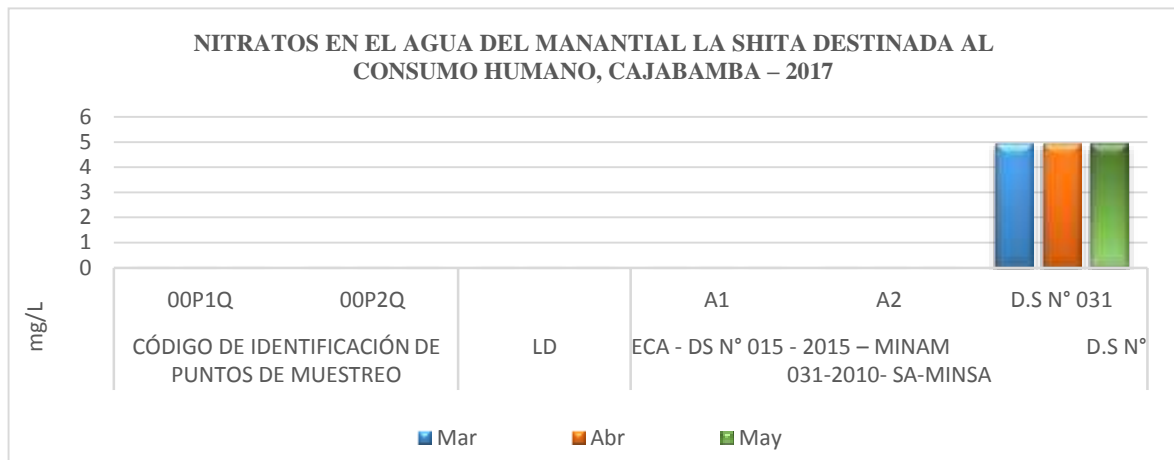 NITRATOS EN EL AGUA DEL MANANTIAL LA SHITA DESTINADA AL
CONSUMO HUMANO, CAJABAMBA – 2017
6
5
4
3
2
1
0
mg/L
00P1Q 00P2Q A1 A2 D.S N° 031
CÓDIGO DE IDENTIFICACIÓN DE LD ECA - DS N° 015 - 2015 – MINAM D.S N°
PUNTOS DE MUESTREO 031-2010- SA-MINSA
Mar Abr May